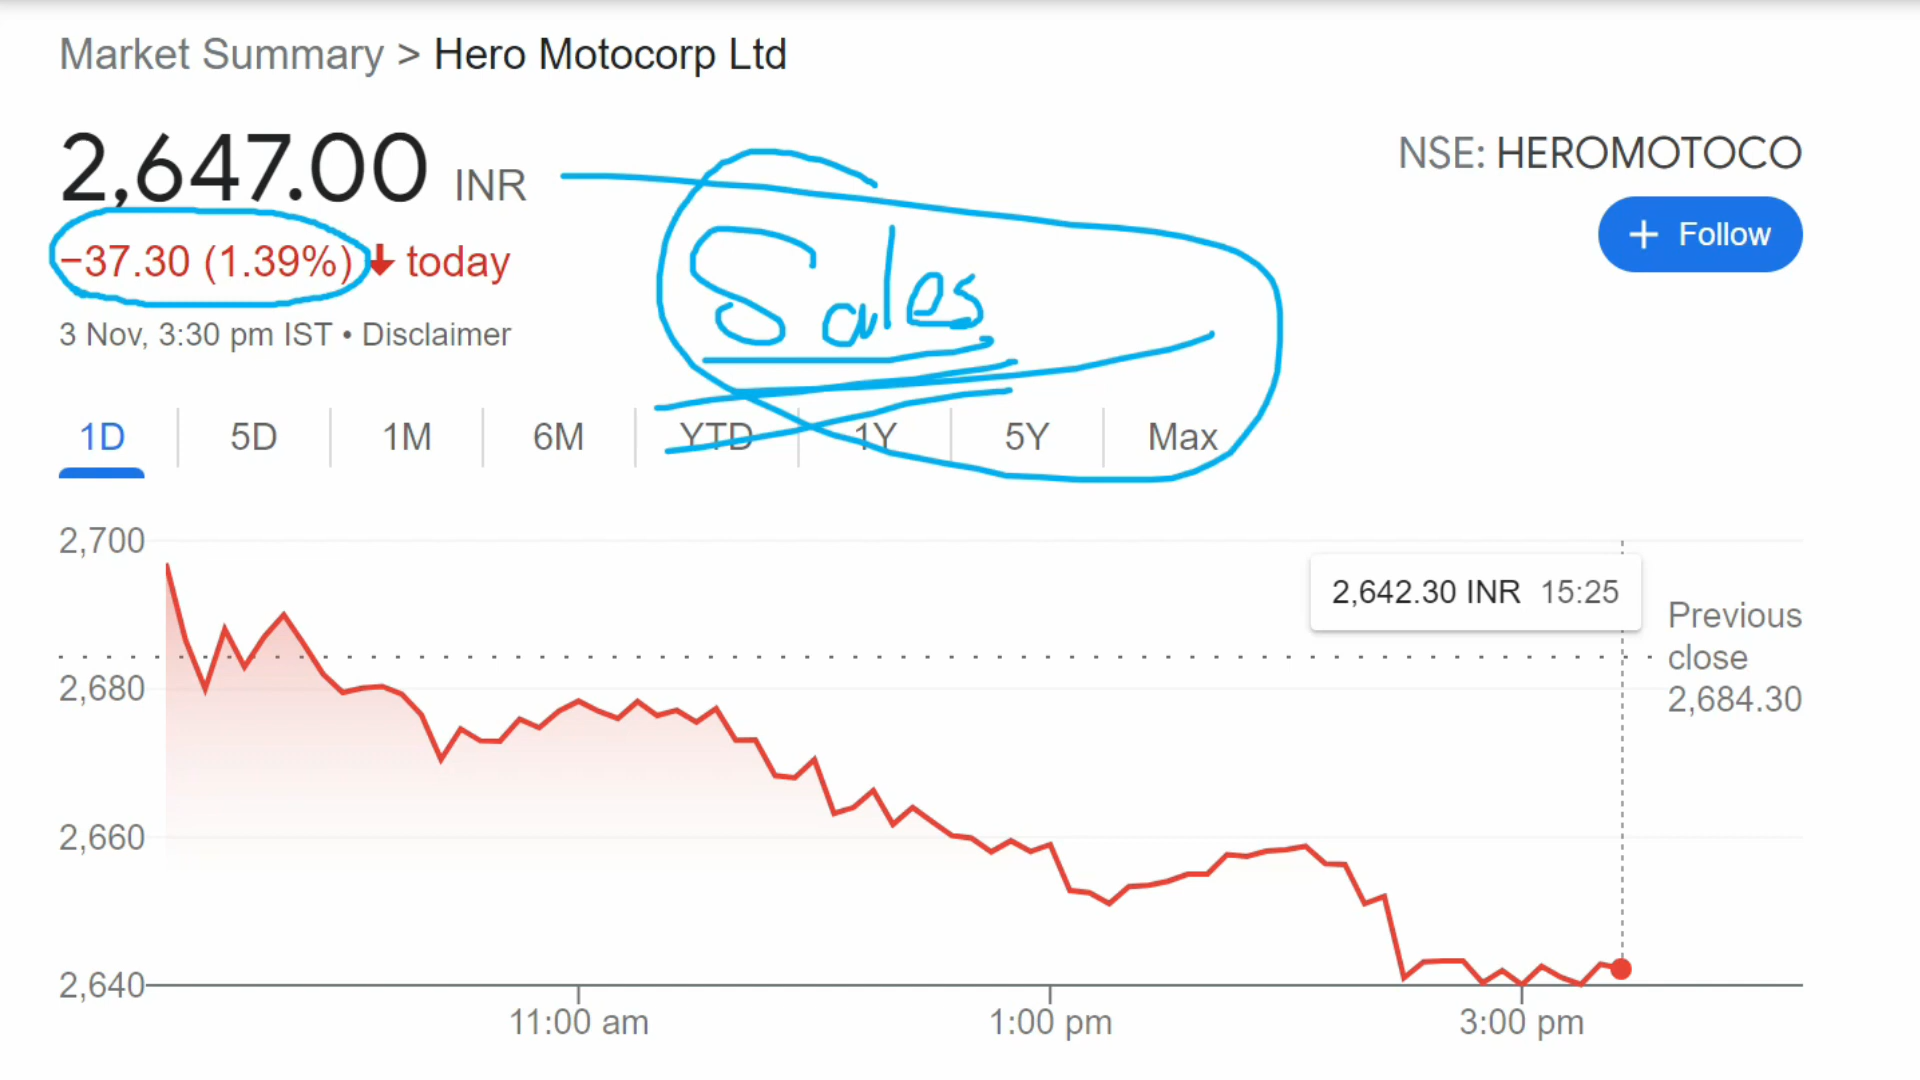 Market Summary > Hero Motocorp Ltd
2,647.00 INR
NSE: HEROMOTOCO
+ Follow
−37.30 (1.39%) ↓ today
3 Nov, 3:30 pm IST • Disclaimer
Sales
1D 5D 1M 6M YTD 1Y 5Y Max
2,700
2,642.30 INR 15:25
Previous
close
2,684.30
2,680
2,660
2,640
11:00 am 1:00 pm 3:00 pm